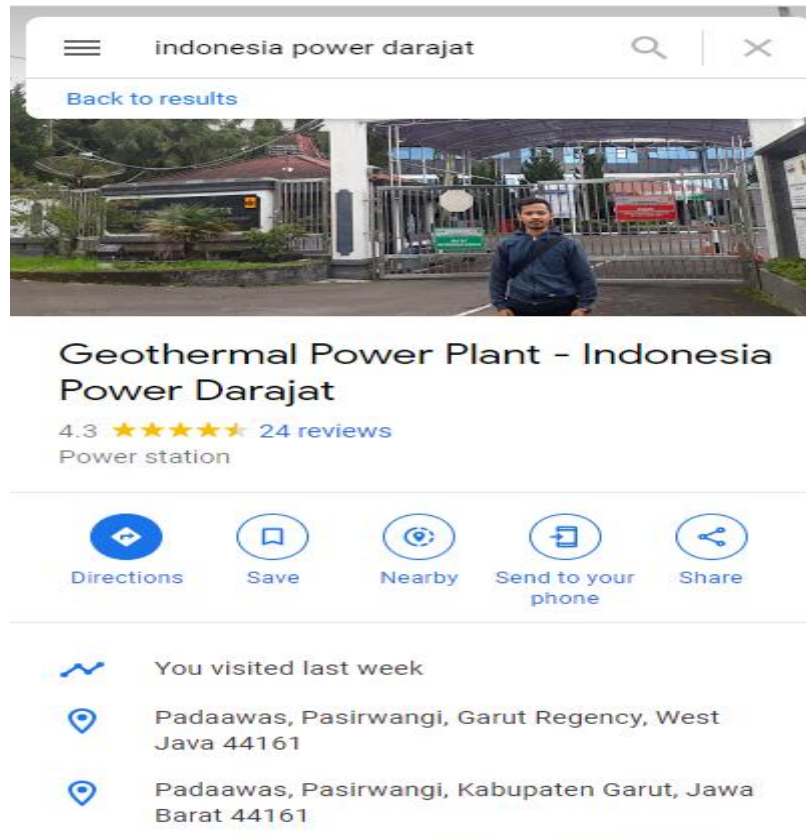 indonesia power darajat
Back to results
Geothermal Power Plant - Indonesia
Power Darajat
4.3 24 reviews
Power station
Directions
Save
Nearby
Send to your
phone
Share
You visited last week
Padaawas, Pasirwangi, Garut Regency, West
Java 44161
Padaawas, Pasirwangi, Kabupaten Garut, Jawa
Barat 44161